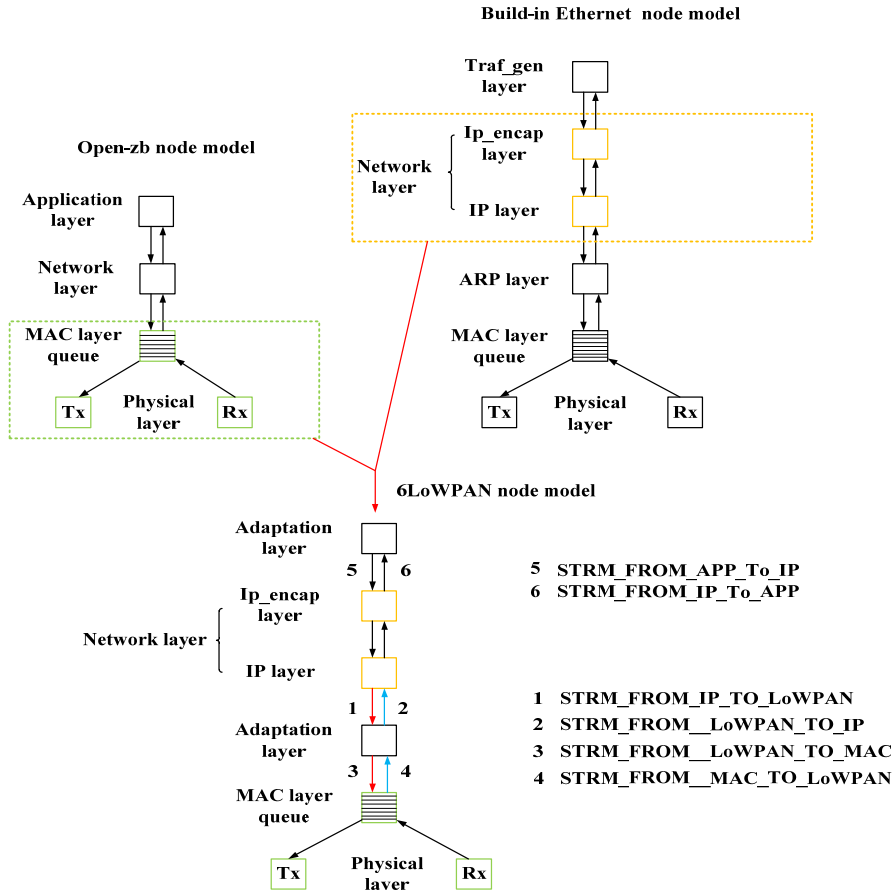 Build-in Ethernet node model
Traf_gen
layer
Ip_encap
layer
Network
layer
IP layer
ARP layer
MAC layer
queue
Tx
Physical
layer
Rx
Open-zb node model
Application
layer
Network
layer
MAC layer
queue
Tx
Physical
layer
Rx
6LoWPAN node model
Adaptation
layer
5
6
Ip_encap
layer
Network layer
IP layer
1
2
Adaptation
layer
3
4
MAC layer
queue
Tx
Physical
layer
Rx
5 STRM_FROM_APP_To_IP
6 STRM_FROM_IP_To_APP
1 STRM_FROM_IP_TO_LoWPAN
2 STRM_FROM__LoWPAN_TO_IP
3 STRM_FROM__LoWPAN_TO_MAC
4 STRM_FROM__MAC_TO_LoWPAN